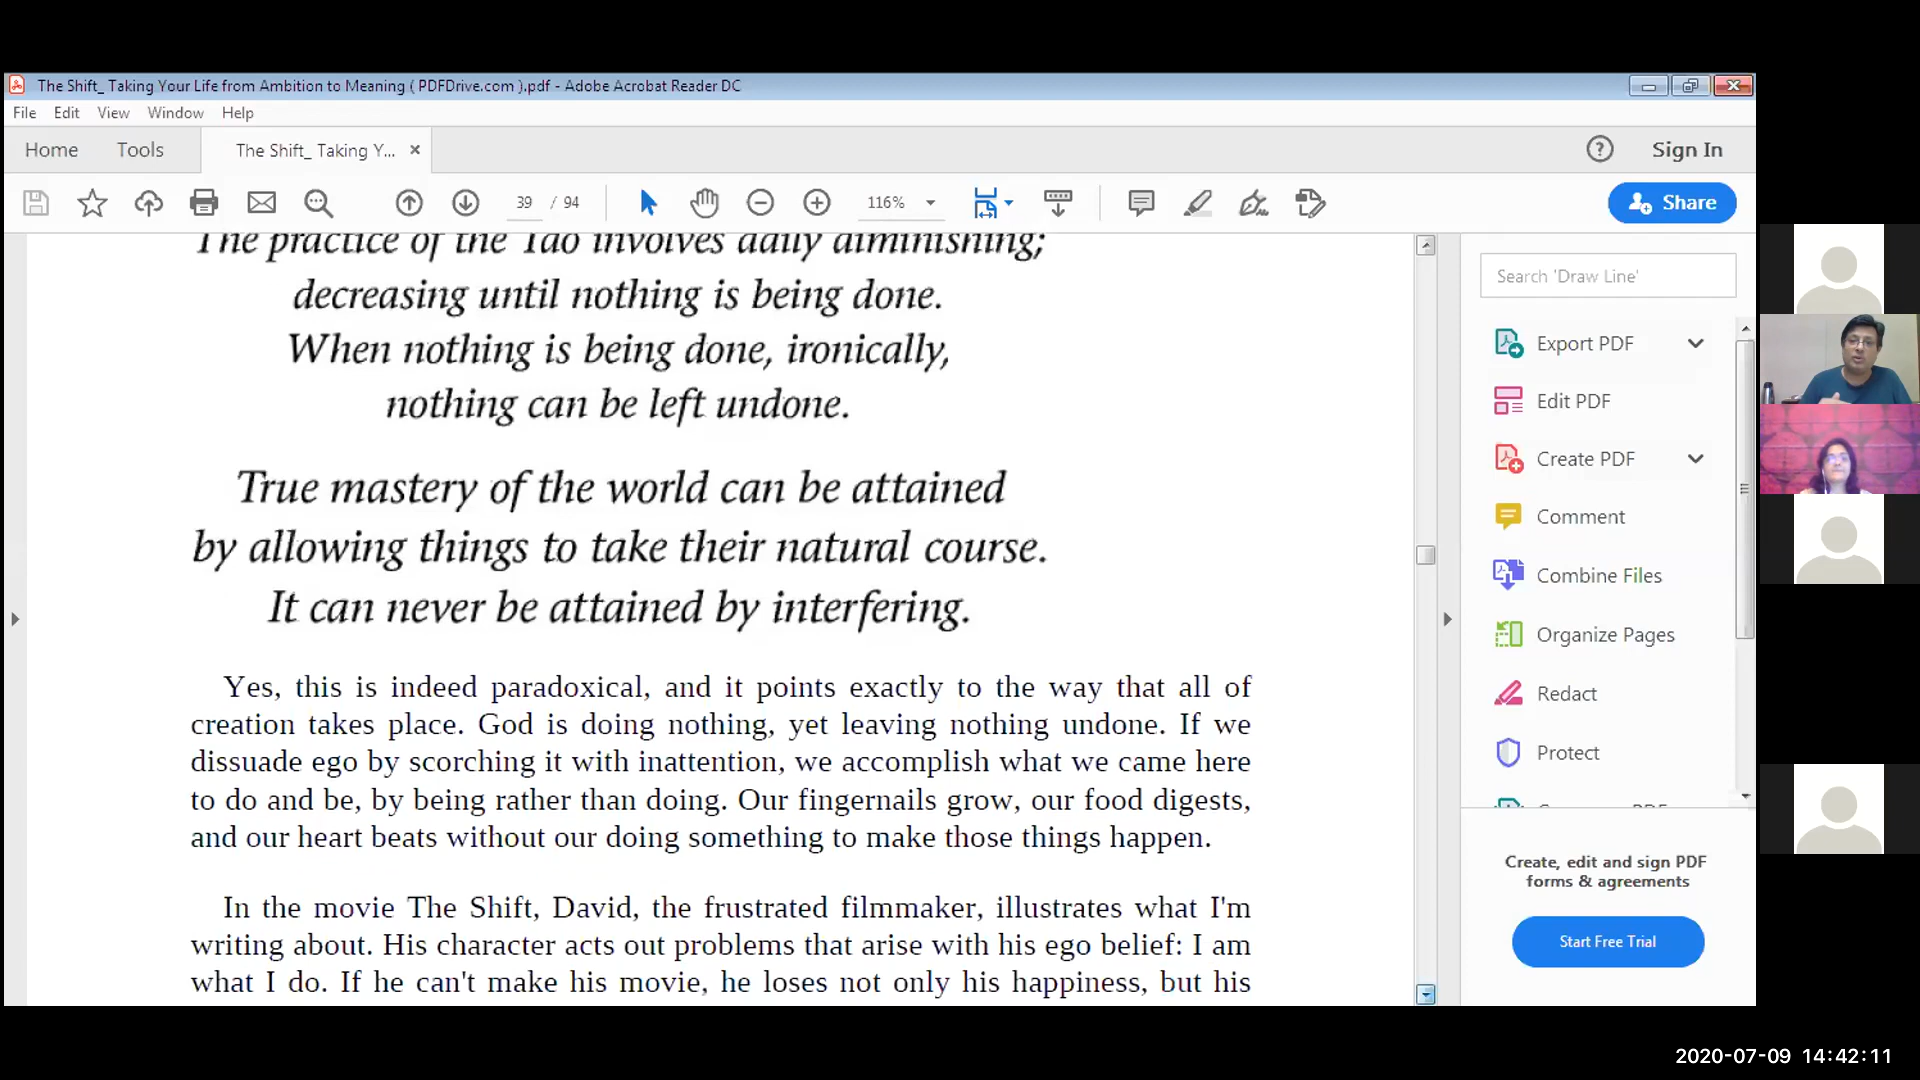 The Shift_ Taking Your Life from Ambition to Meaning ( PDFDrive.com ).pdf - Adobe Acrobat Reader DC
File Edit View Window Help
Home Tools The Shift_ Taking Y... Sign In
39 / 94 116% Share
The practice of the Tao involves daily diminishing;
decreasing until nothing is being done.
When nothing is being done, ironically,
nothing can be left undone.
True mastery of the world can be attained
by allowing things to take their natural course.
It can never be attained by interfering.
Yes, this is indeed paradoxical, and it points exactly to the way that all of
creation takes place. God is doing nothing, yet leaving nothing undone. If we
dissuade ego by scorching it with inattention, we accomplish what we came here
to do and be, by being rather than doing. Our fingernails grow, our food digests,
and our heart beats without our doing something to make those things happen.
In the movie The Shift, David, the frustrated filmmaker, illustrates what I'm
writing about. His character acts out problems that arise with his ego belief: I am
what I do. If he can't make his movie, he loses not only his happiness, but his
Search 'Draw Line'
Export PDF
Edit PDF
Create PDF
Comment
Combine Files
Organize Pages
Redact
Protect
Create, edit and sign PDF
forms & agreements
Start Free Trial
2020-07-09 14:42:11